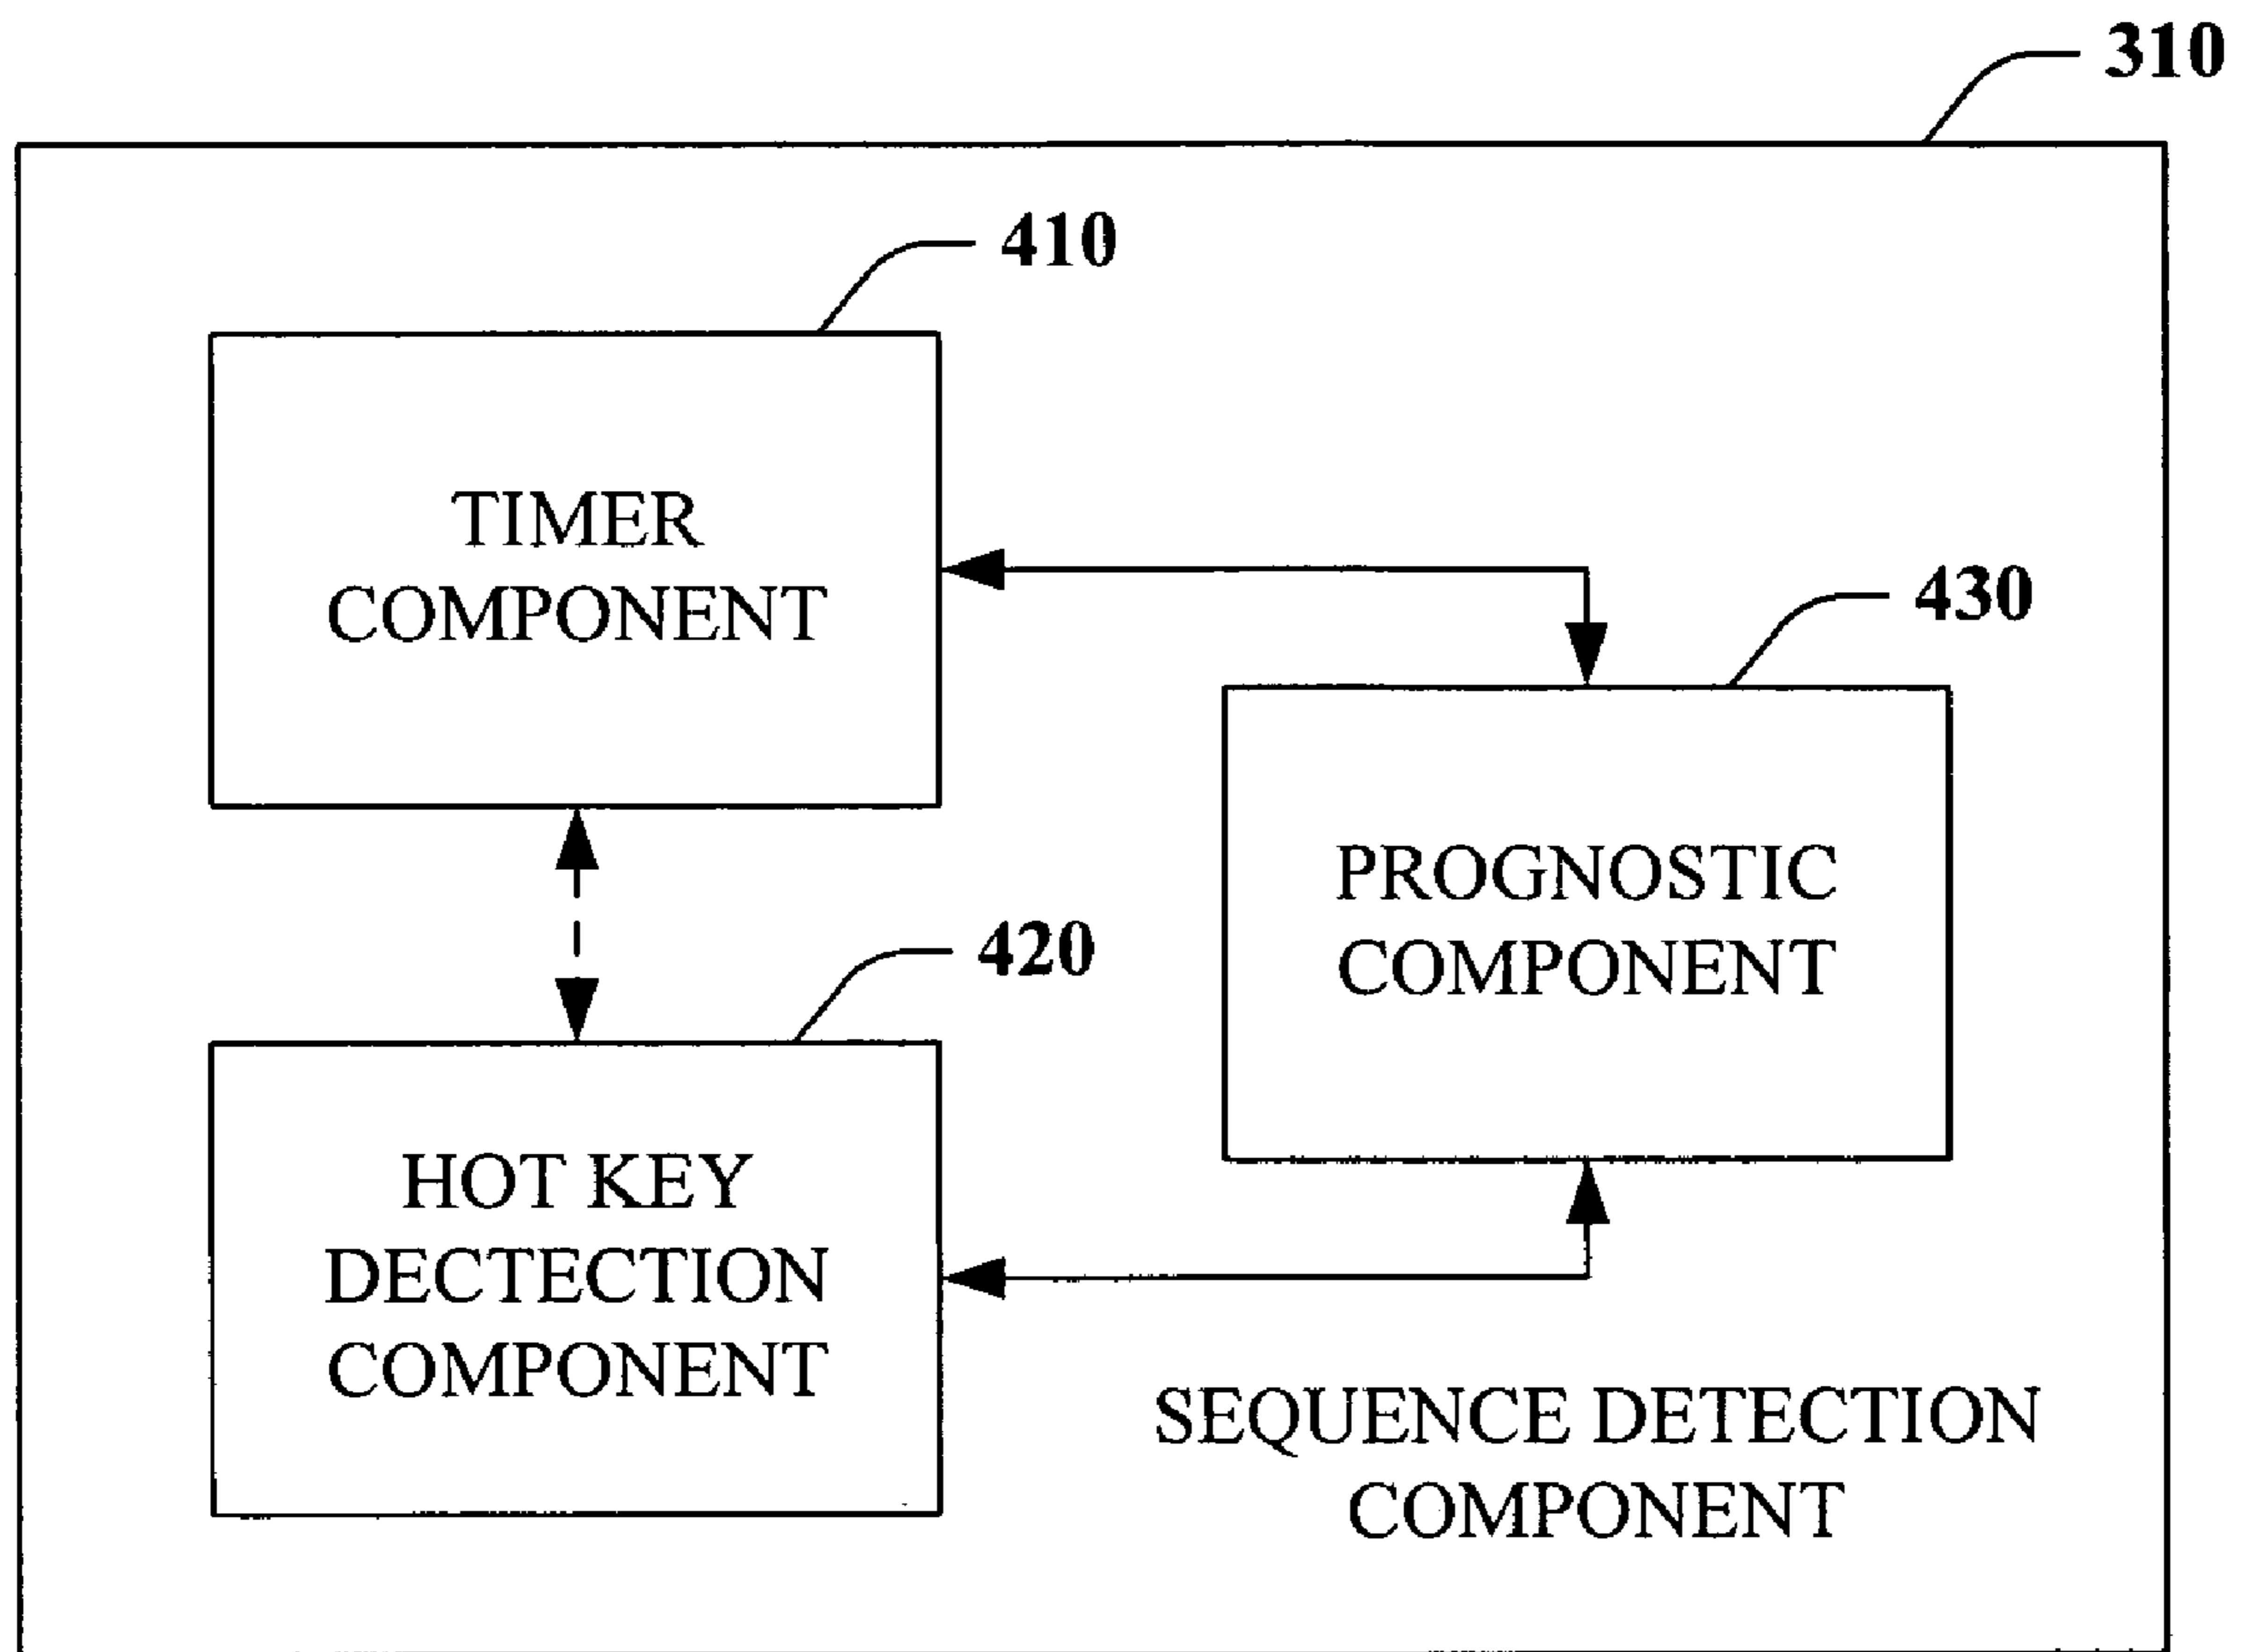 310
410
TIMER
COMPONENT
430
PROGNOSTIC
COMPONENT
420
HOT KEY
DECTECTION
COMPONENT
SEQUENCE DETECTION
COMPONENT